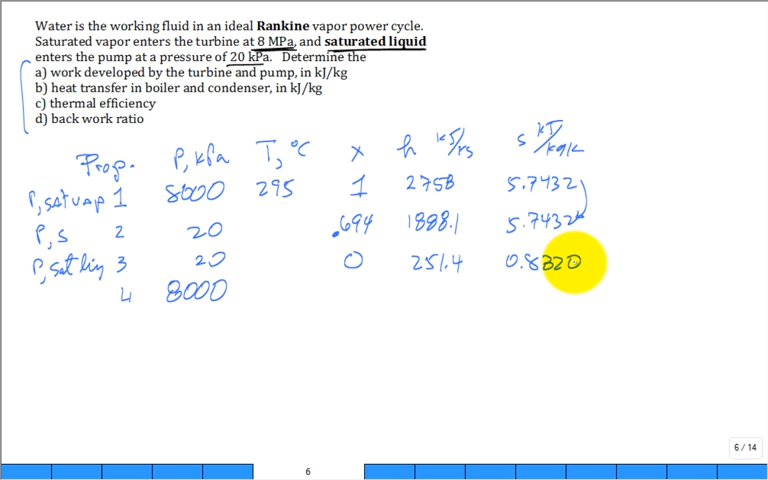 Water is the working fluid in an ideal Rankine vapor power cycle.
Saturated vapor enters the turbine at 8 MPa, and saturated liquid
enters the pump at a pressure of 20 kPa. Determine the
a) work developed by the turbine and pump, in kJ/kg
b) heat transfer in boiler and condenser, in kJ/kg
c) thermal efficiency
d) back work ratio
Prop. P, kPa T, °C x h kJ/kg s kJ/kg/K
P, sat vap 1 8000 295 1 2758 5.7432
P, s 2 20 .694 1888.1 5.7432
P, sat liq 3 20 0 251.4 0.8320
4 8000
6 / 14
6